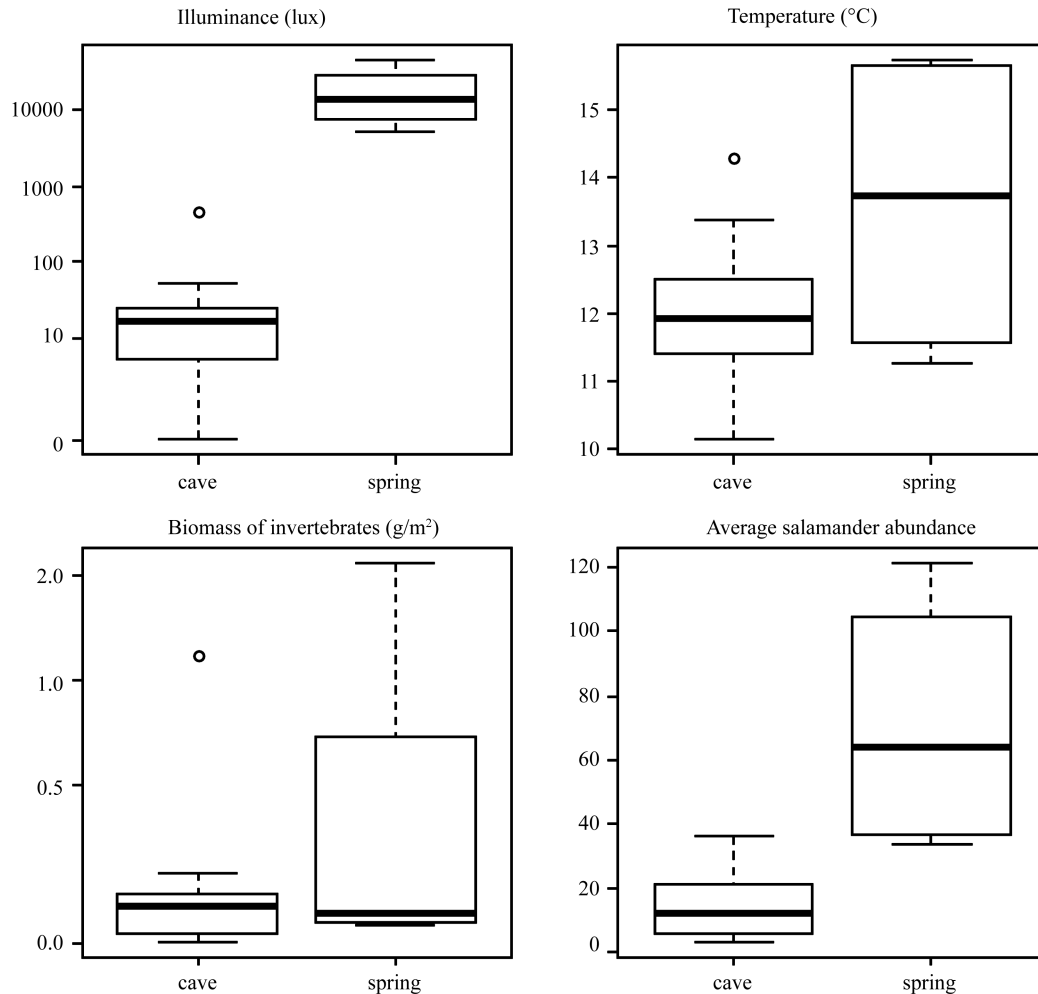 Illuminance (lux)
10000
1000
100
10
0
cave
spring
Temperature (°C)
15
14
13
12
11
10
cave
spring
Biomass of invertebrates (g/m²)
2.0
1.0
0.5
0.0
cave
spring
Average salamander abundance
120
100
80
60
40
20
0
cave
spring